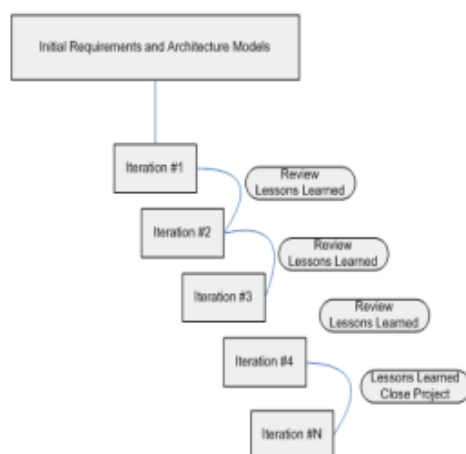 Initial Requirements and Architecture Models
Iteration #1
Review
Lessons Learned
Iteration #2
Review
Lessons Learned
Iteration #3
Review
Lessons Learned
Iteration #4
Lessons Learned
Close Project
Iteration #N